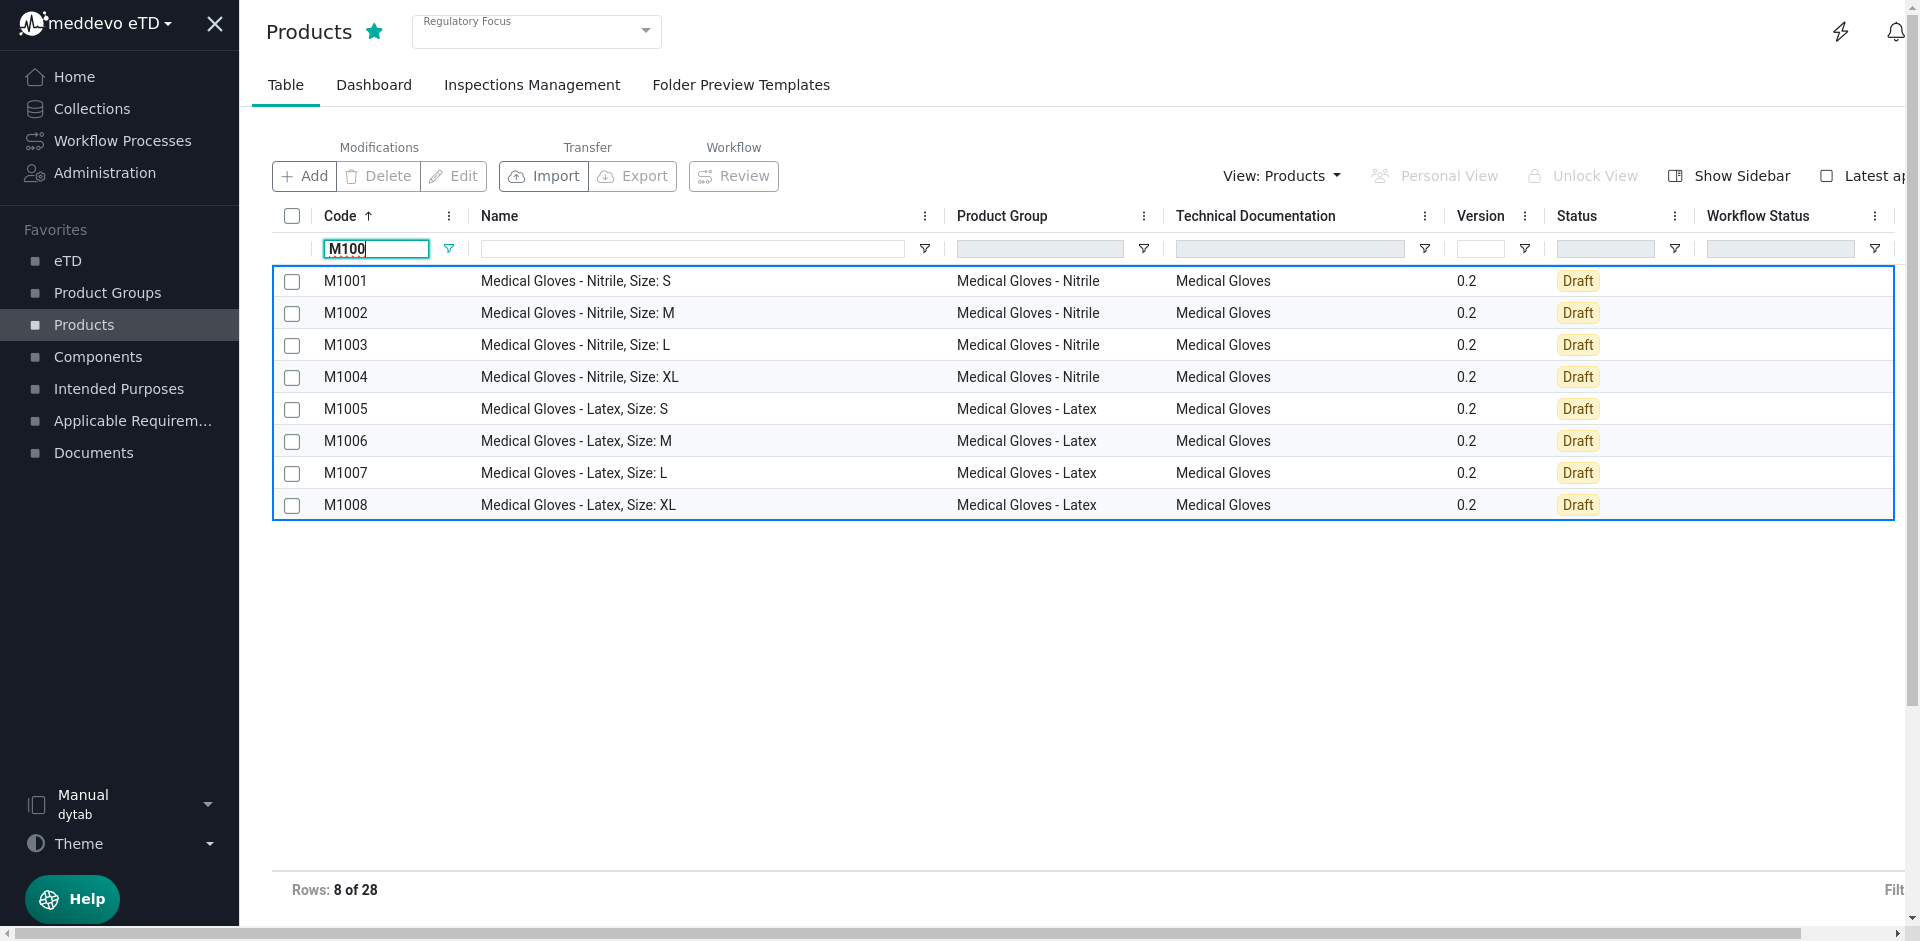 meddevo eTD
Home
Collections
Workflow Processes
Administration
Favorites
eTD
Product Groups
Products
Components
Intended Purposes
Applicable Requirem...
Documents
Manual
dytab
Theme
Help
Products
Regulatory Focus
Table Dashboard Inspections Management Folder Preview Templates
Modifications Transfer Workflow
Add Delete Edit Import Export Review View: Products Personal View Unlock View Show Sidebar Latest ap
Code Name Product Group Technical Documentation Version Status Workflow Status
M100
M1001 Medical Gloves - Nitrile, Size: S Medical Gloves - Nitrile Medical Gloves 0.2 Draft
M1002 Medical Gloves - Nitrile, Size: M Medical Gloves - Nitrile Medical Gloves 0.2 Draft
M1003 Medical Gloves - Nitrile, Size: L Medical Gloves - Nitrile Medical Gloves 0.2 Draft
M1004 Medical Gloves - Nitrile, Size: XL Medical Gloves - Nitrile Medical Gloves 0.2 Draft
M1005 Medical Gloves - Latex, Size: S Medical Gloves - Latex Medical Gloves 0.2 Draft
M1006 Medical Gloves - Latex, Size: M Medical Gloves - Latex Medical Gloves 0.2 Draft
M1007 Medical Gloves - Latex, Size: L Medical Gloves - Latex Medical Gloves 0.2 Draft
M1008 Medical Gloves - Latex, Size: XL Medical Gloves - Latex Medical Gloves 0.2 Draft
Rows: 8 of 28 Filt